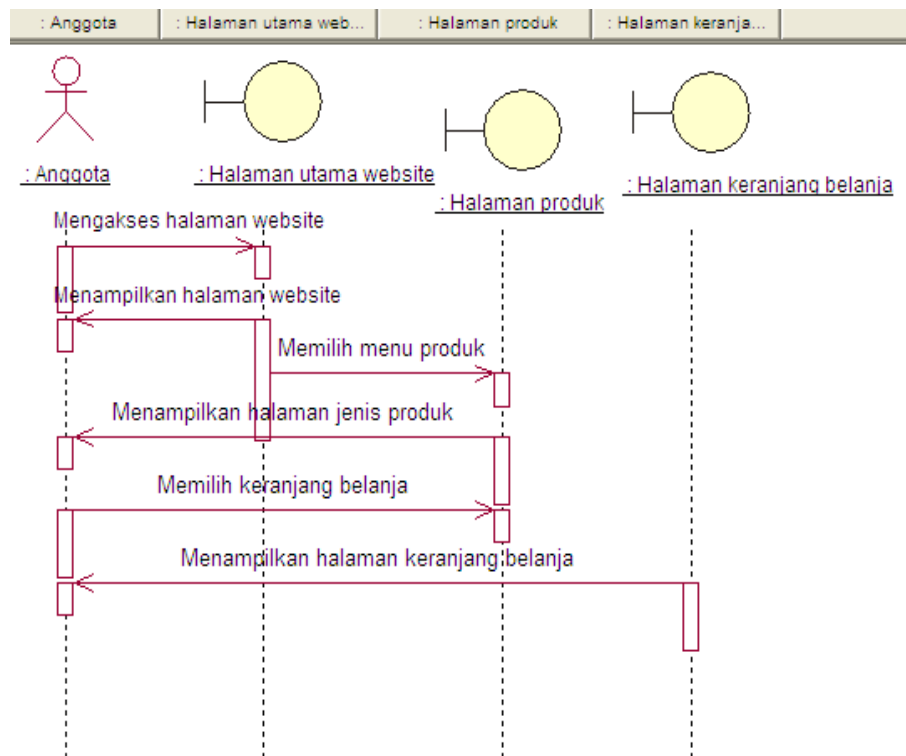 : Anggota
: Halaman utama web...
: Halaman produk
: Halaman keranja...
: Anggota
: Halaman utama website
: Halaman produk
: Halaman keranjang belanja
Mengakses halaman website
Menampilkan halaman website
Memilih menu produk
Menampilkan halaman jenis produk
Memilih keranjang belanja
Menampilkan halaman keranjang belanja